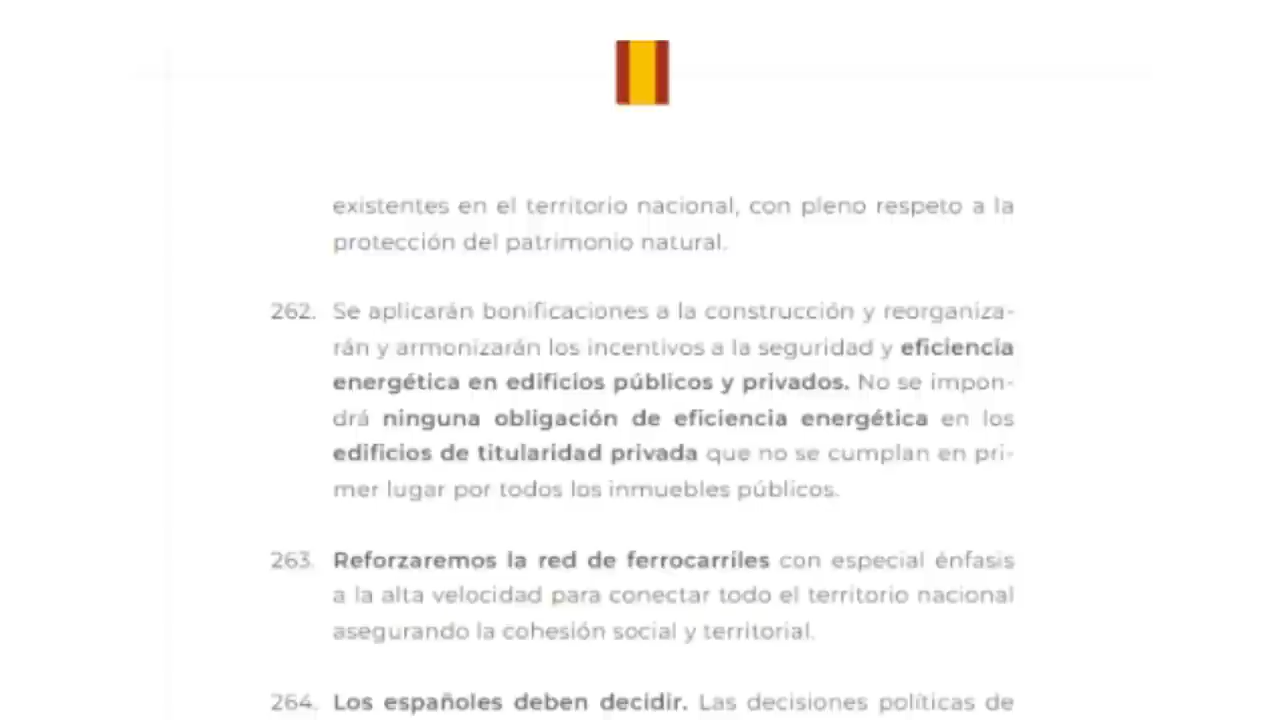 existentes en el territorio nacional, con pleno respeto a la
protección del patrimonio natural.
262. Se aplicarán bonificaciones a la construcción y reorganiza-
rán y armonizarán los incentivos a la seguridad y eficiencia
energética en edificios públicos y privados. No se impon-
drá ninguna obligación de eficiencia energética en los
edificios de titularidad privada que no se cumplan en pri-
mer lugar por todos los inmuebles públicos.
263. Reforzaremos la red de ferrocarriles con especial énfasis
a la alta velocidad para conectar todo el territorio nacional
asegurando la cohesión social y territorial.
264. Los españoles deben decidir. Las decisiones políticas de